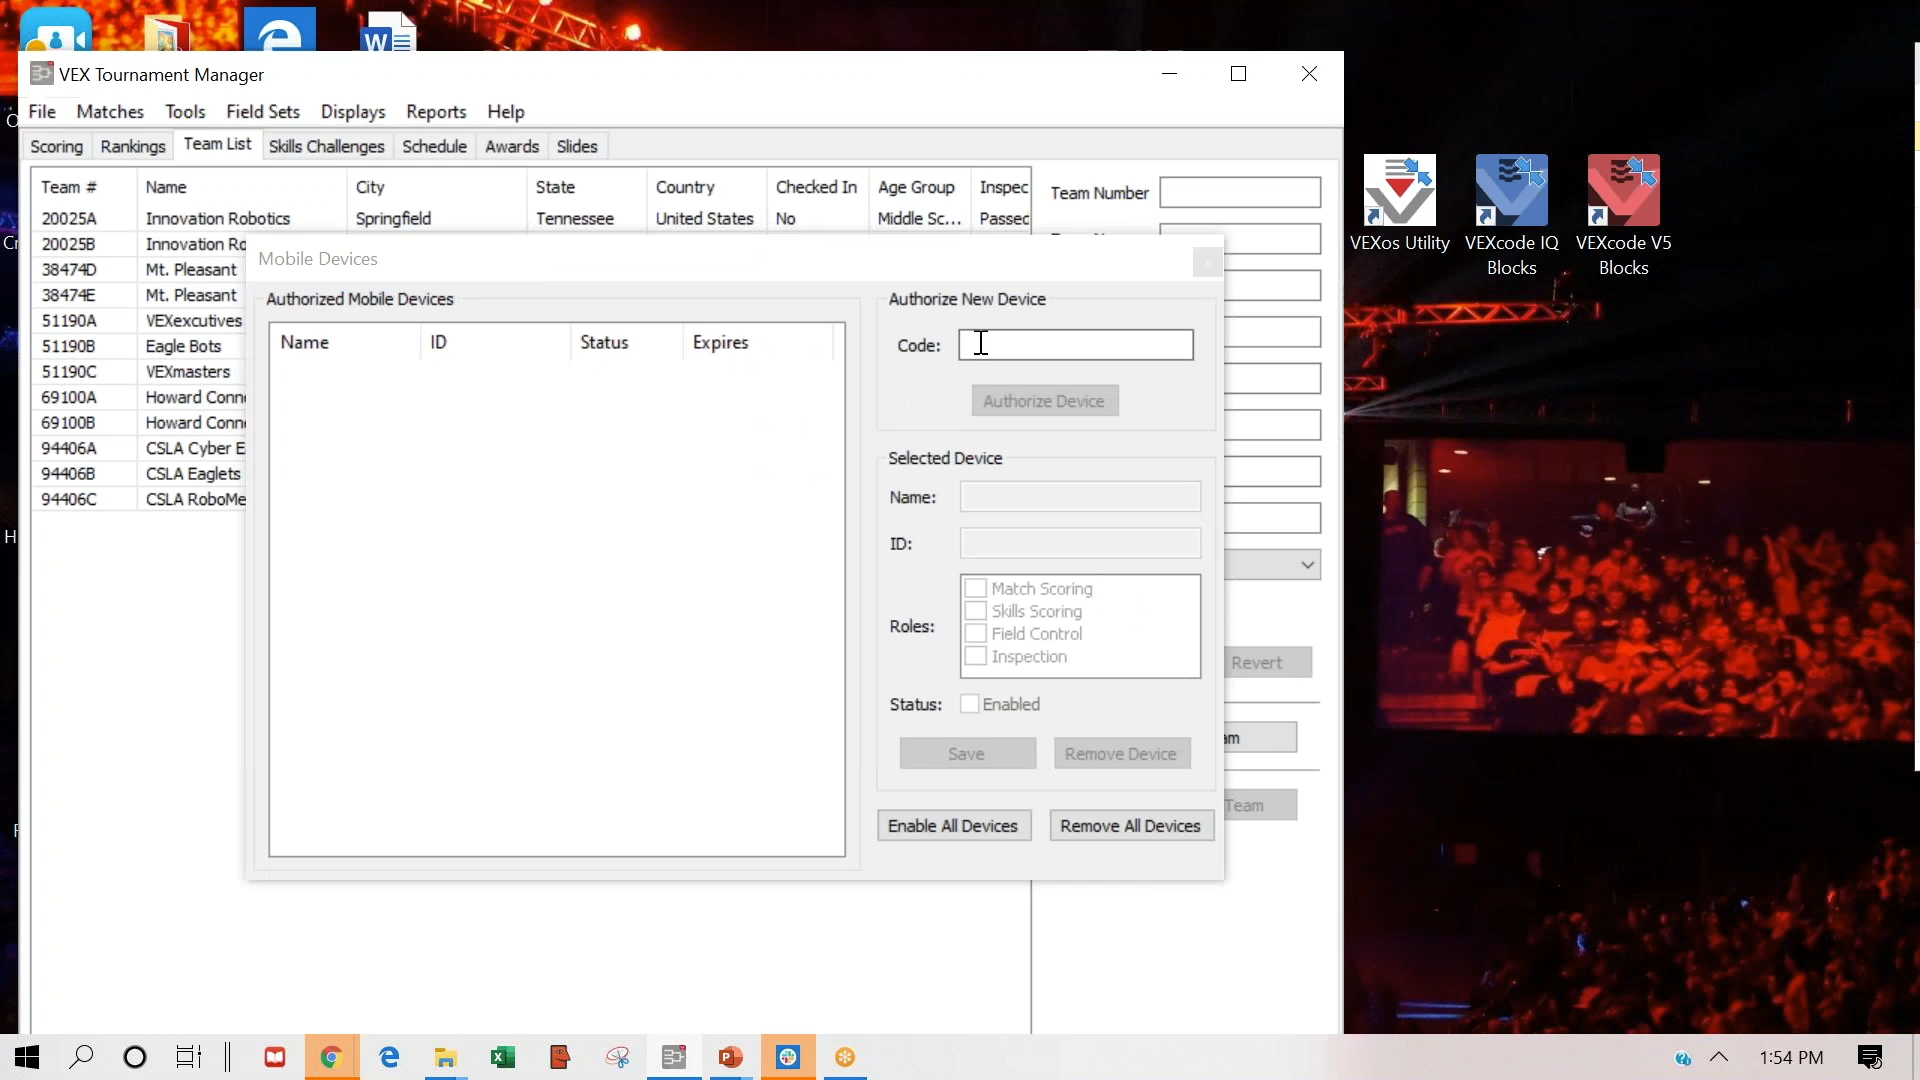 VEX Tournament Manager
File Matches Tools Field Sets Displays Reports Help
Scoring Rankings Team List Skills Challenges Schedule Awards Slides
Team # Name City State Country Checked In Age Group Inspec
20025A Innovation Robotics Springfield Tennessee United States No Middle Sc... Passed
20025B Innovation Ro
38474D Mt. Pleasant
38474E Mt. Pleasant
51190A VEXexcutives
51190B Eagle Bots
51190C VEXmasters
69100A Howard Conn
69100B Howard Conn
94406A CSLA Cyber E
94406B CSLA Eaglets
94406C CSLA RoboMe
Team Number
Revert
am
Team
Mobile Devices
Authorized Mobile Devices
Name ID Status Expires
Authorize New Device
Code:
Authorize Device
Selected Device
Name:
ID:
Roles:
Match Scoring
Skills Scoring
Field Control
Inspection
Status: Enabled
Save Remove Device
Enable All Devices Remove All Devices
VEXos Utility
VEXcode IQ
Blocks
VEXcode V5
Blocks
1:54 PM